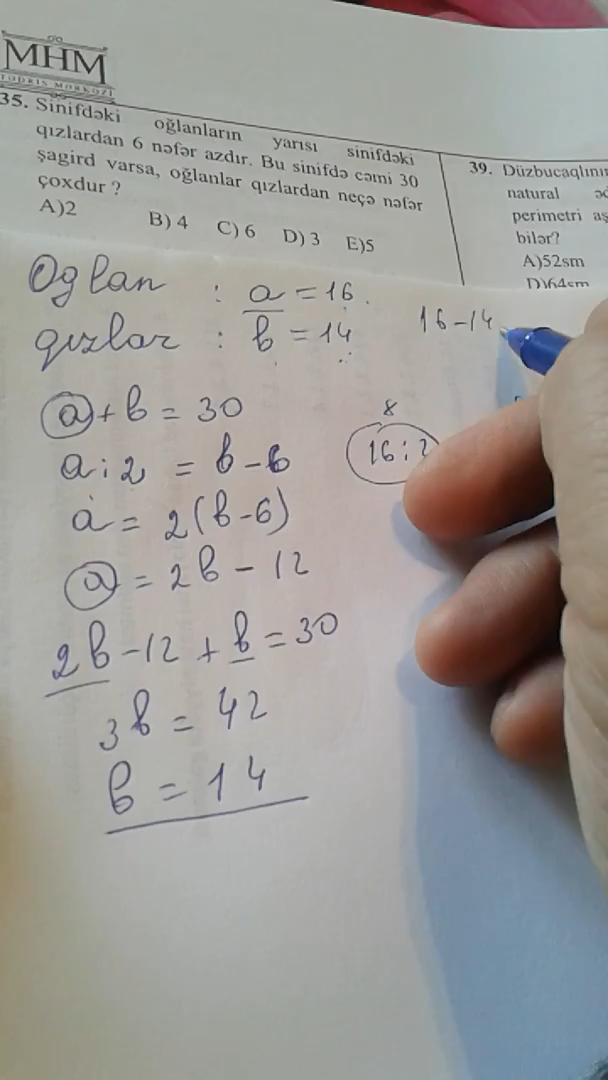 MHM
TƏDRİS MƏRKƏZİ
35. Sinifdəki oğlanların yarısı sinifdəki
qızlardan 6 nəfər azdır. Bu sinifdə cəmi 30
şagird varsa, oğlanlar qızlardan neçə nəfər
çoxdur ?
A)2 B) 4 C) 6 D) 3 E)5
39. Düzbucaqlının
natural
perimetri
bilər?
A)52sm
D)64sm
Oglan : a = 16.
qızlar : b = 14
16-14
a + b = 30
a : 2 = b - 6
8
16 : 2
a = 2(b-6)
a = 2b - 12
2b - 12 + b = 30
3b = 42
b = 14